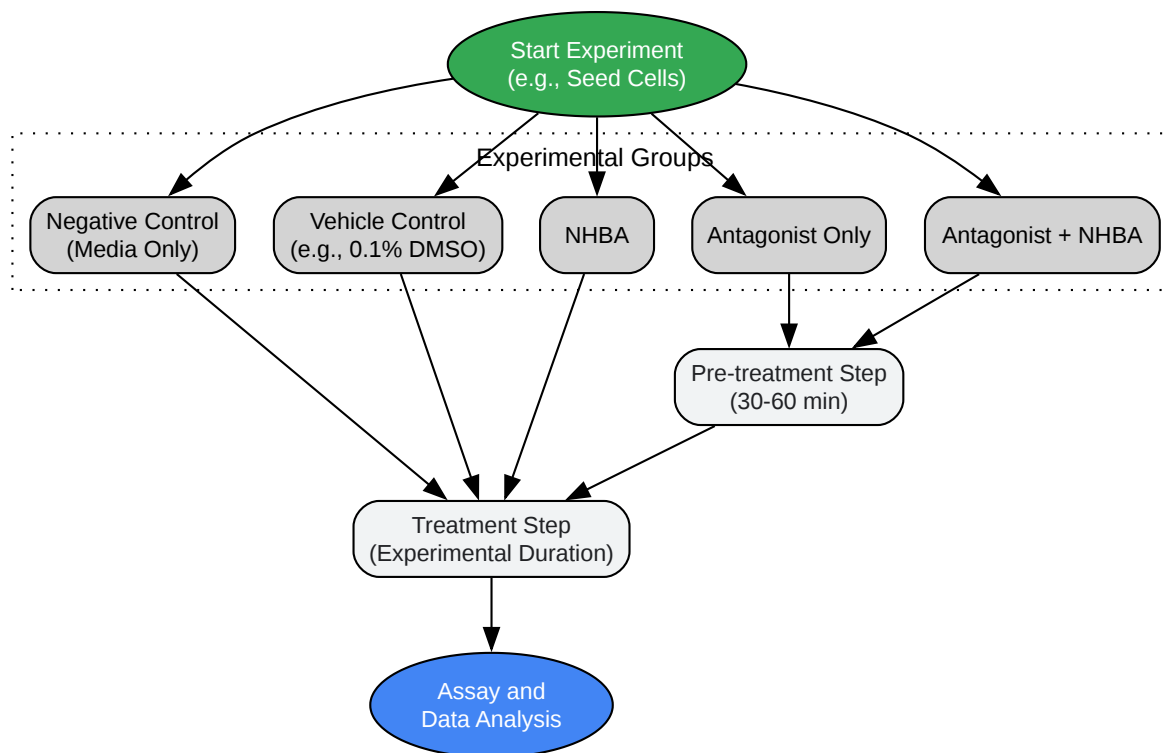 Start Experiment
(e.g., Seed Cells)
Experimental Groups
Negative Control
(Media Only)
Vehicle Control
(e.g., 0.1% DMSO)
NHBA
Antagonist Only
Antagonist + NHBA
Pre-treatment Step
(30-60 min)
Treatment Step
(Experimental Duration)
Assay and
Data Analysis